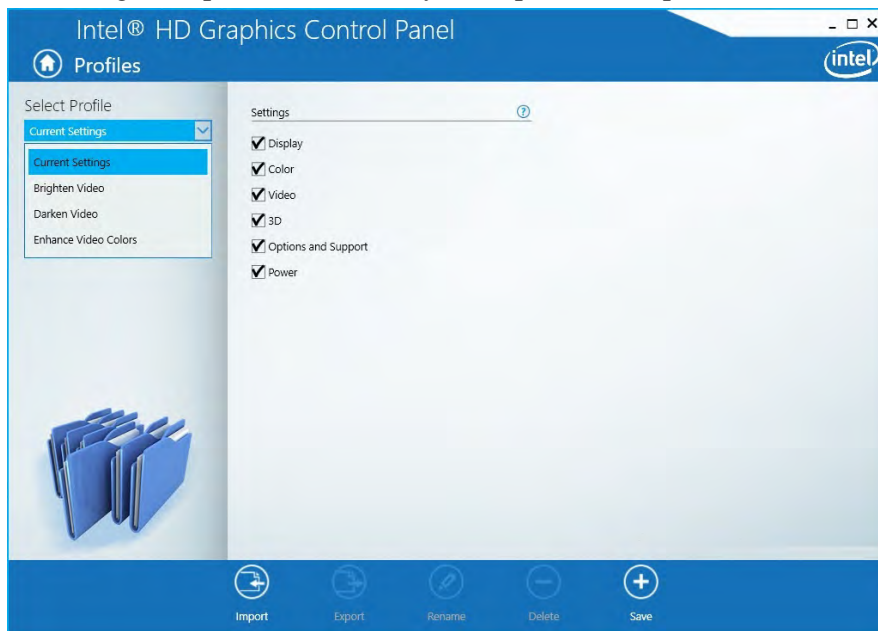 Intel® HD Graphics Control Panel
Profiles
intel
Select Profile
Current Settings
Current Settings
Brighten Video
Darken Video
Enhance Video Colors
Settings
?
Display
Color
Video
3D
Options and Support
Power
Import
Export
Rename
Delete
Save